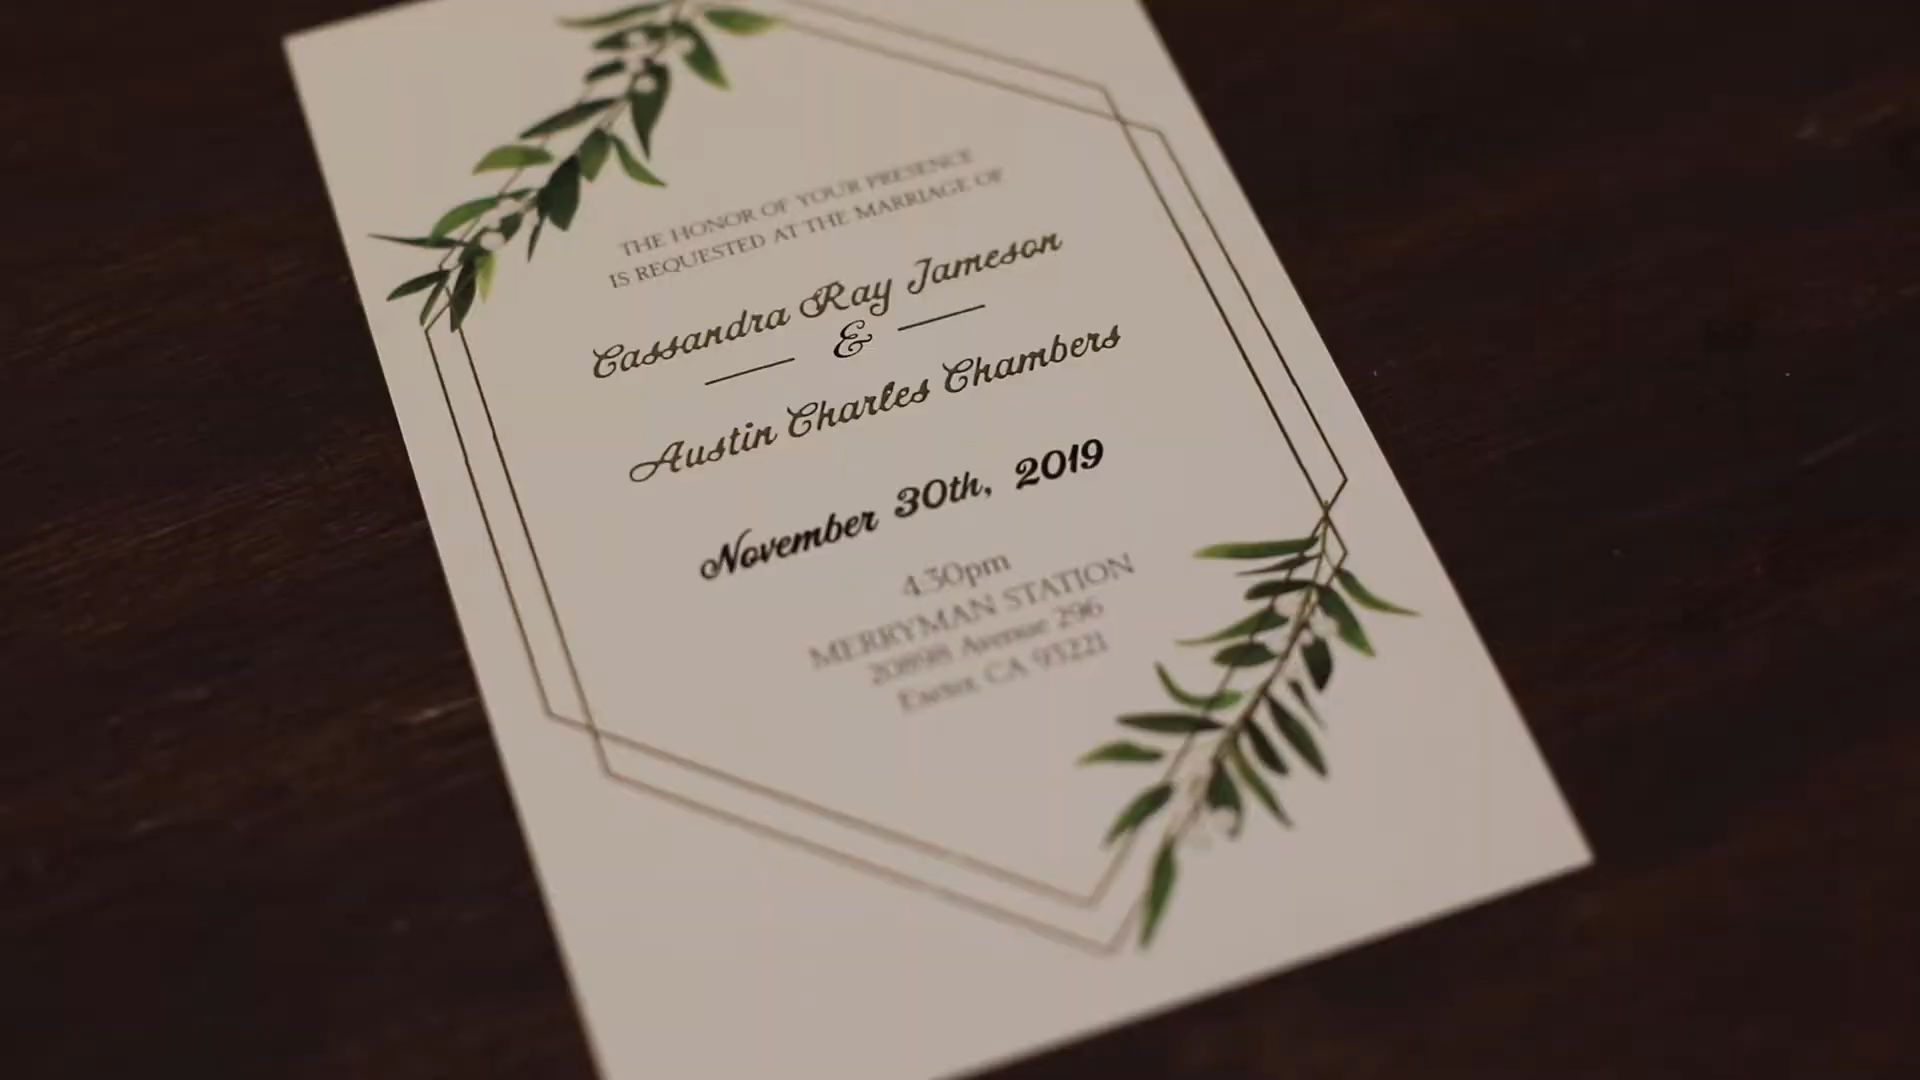 THE HONOR OF YOUR PRESENCE
IS REQUESTED AT THE MARRIAGE OF
Cassandra Ray Jameson
&
Austin Charles Chambers
November 30th, 2019
4:30pm
MERRYMAN STATION
20898 Avenue 296
Exeter, CA 93221